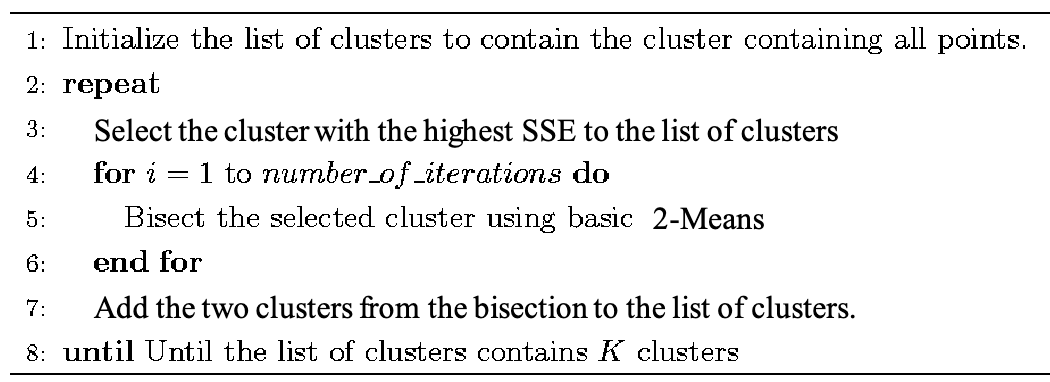 1: Initialize the list of clusters to contain the cluster containing all points.
2: repeat
3: Select the cluster with the highest SSE to the list of clusters
4: for i = 1 to number_of_iterations do
5: Bisect the selected cluster using basic 2-Means
6: end for
7: Add the two clusters from the bisection to the list of clusters.
8: until Until the list of clusters contains K clusters